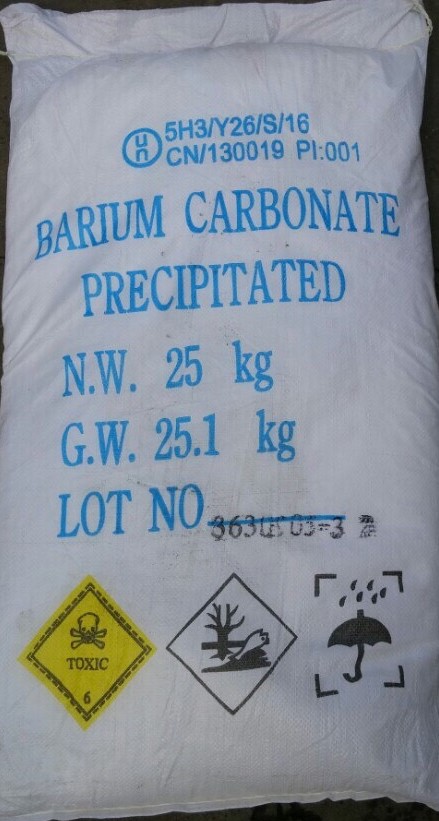 un 5H3/Y26/S/16
CN/130019 PI:001
BARIUM CARBONATE
PRECIPITATED
N.W. 25 kg
G.W. 25.1 kg
LOT NO
TOXIC
6